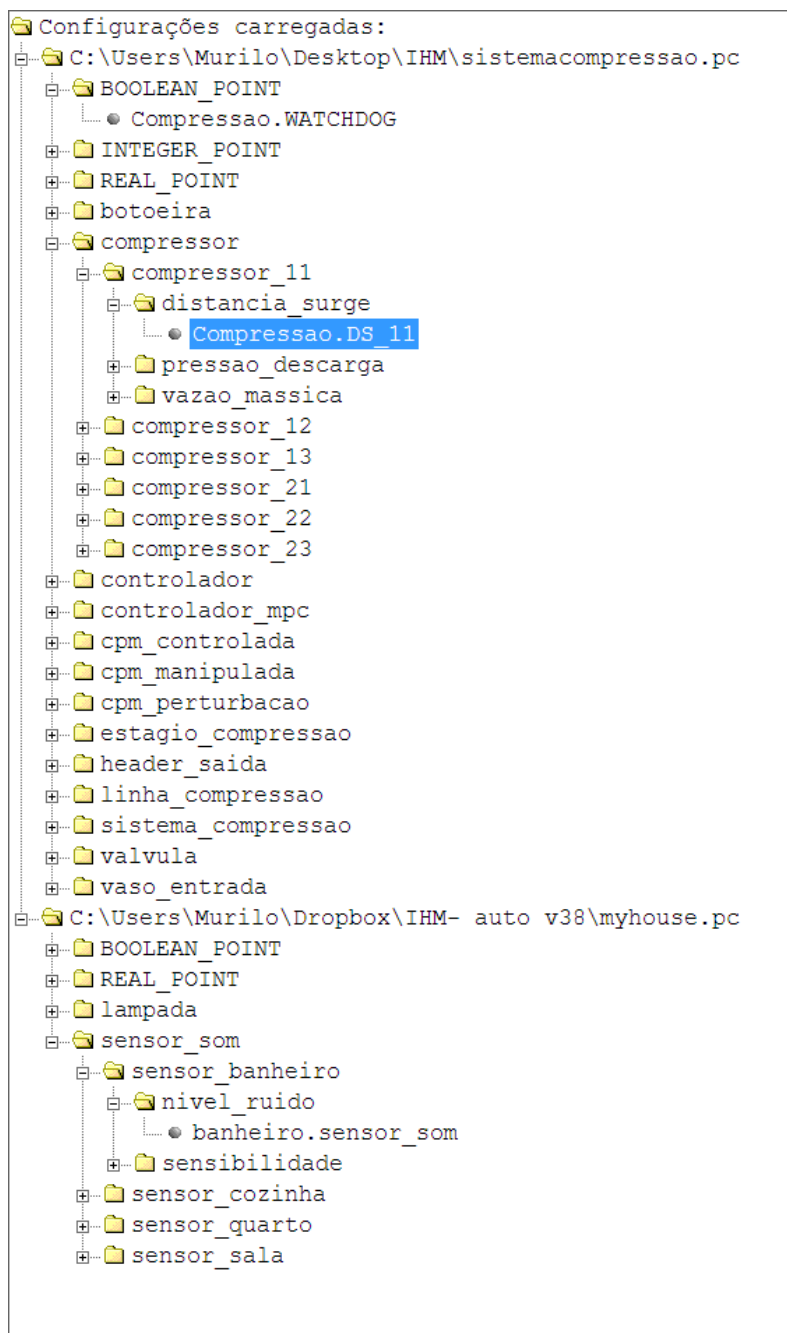 Configurações carregadas:
C:\Users\Murilo\Desktop\IHM\sistemacompressao.pc
BOOLEAN_POINT
Compressao.WATCHDOG
INTEGER_POINT
REAL_POINT
botoeira
compressor
compressor_11
distancia_surge
Compressao.DS_11
pressao_descarga
vazao_massica
compressor_12
compressor_13
compressor_21
compressor_22
compressor_23
controlador
controlador_mpc
cpm_controlada
cpm_manipulada
cpm_perturbacao
estagio_compressao
header_saida
linha_compressao
sistema_compressao
valvula
vaso_entrada
C:\Users\Murilo\Dropbox\IHM- auto v38\myhouse.pc
BOOLEAN_POINT
REAL_POINT
lampada
sensor_som
sensor_banheiro
nivel_ruido
banheiro.sensor_som
sensibilidade
sensor_cozinha
sensor_quarto
sensor_sala